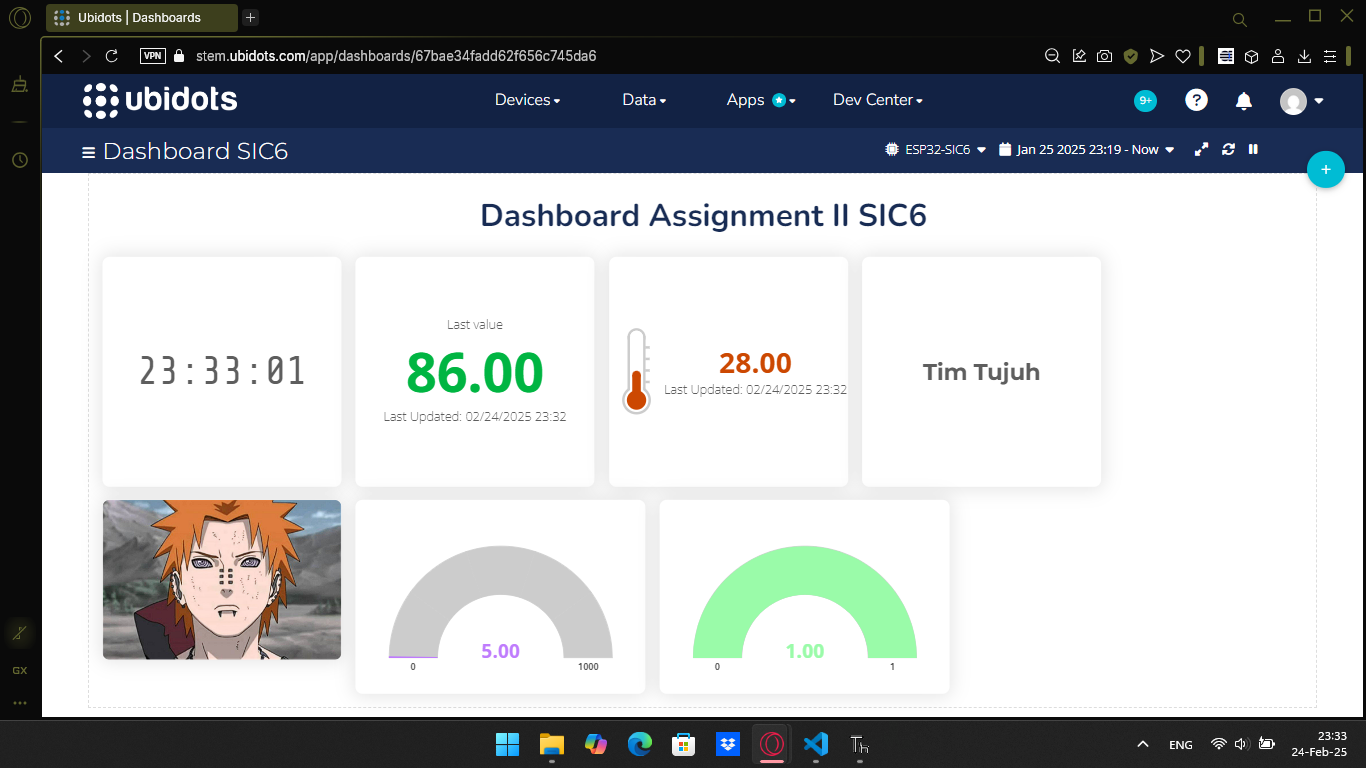 Ubidots | Dashboards
VPN
stem.ubidots.com/app/dashboards/67bae34fadd62f656c745da6
ubidots
Devices
Data
Apps
Dev Center
9+
?
Dashboard SIC6
ESP32-SIC6
Jan 25 2025 23:19 - Now
+
Dashboard Assignment II SIC6
23:33:01
Last value
86.00
Last Updated: 02/24/2025 23:32
28.00
Last Updated: 02/24/2025 23:32
Tim Tujuh
5.00
0
1000
1.00
0
1
GX
Th
ENG
23:33
24-Feb-25